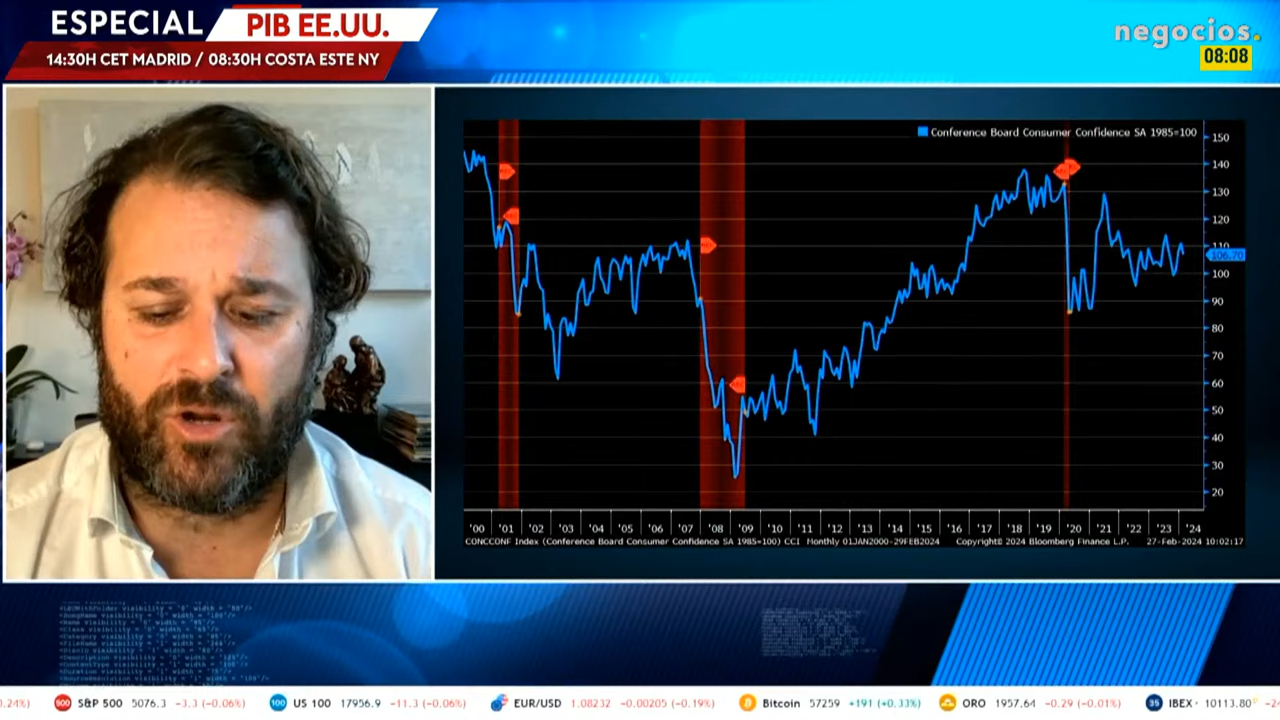 ESPECIAL PIB EE.UU.
14:30H CET MADRID / 08:30H COSTA ESTE NY
negocios.
08:08
Conference Board Consumer Confidence SA 1985=100
150
140
130
120
110
106.70
100
90
80
70
60
50
40
30
20
'00 '01 '02 '03 '04 '05 '06 '07 '08 '09 '10 '11 '12 '13 '14 '15 '16 '17 '18 '19 '20 '21 '22 '23 '24
CONCCONF Index (Conference Board Consumer Confidence SA 1985=100) CCI Monthly 01JAN2000-29FEB2024 Copyright© 2024 Bloomberg Finance L.P. 27-Feb-2024 10:02:17
0.24%) 500 S&P 500 5076.3 -3.3 (-0.06%) 100 US 100 17956.9 -11.3 (-0.06%) EUR/USD 1.08232 -0.00205 (-0.19%) Bitcoin 57259 +191 (+0.33%) ORO 1957.64 -0.29 (-0.01%) 35 IBEX 10113.80